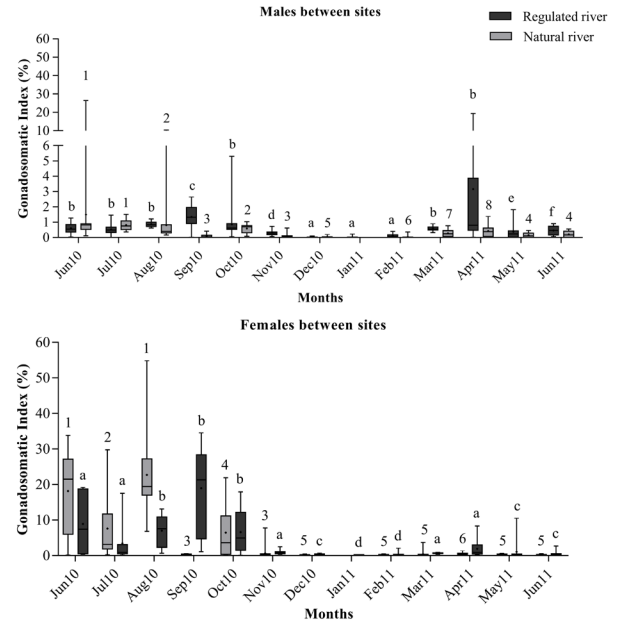 Males between sites
Regulated river
Natural river
Gonadosomatic Index (%)
60
50
40
30
20
10
6
5
4
3
2
1
0
b 1 b 1 b 2 c 3 b 2 d 3 a 5 a a 6 b 7 b 8 e 4 f 4
Jun10 Jul10 Aug10 Sep10 Oct10 Nov10 Dec10 Jan11 Feb11 Mar11 Apr11 May11 Jun11
Months
Females between sites
Gonadosomatic Index (%)
60
50
40
30
20
10
0
1 a 2 a 1 b 3 b 4 b 3 a 5 c d 5 d 5 a 6 a 5 c 5 c
Jun10 Jul10 Aug10 Sep10 Oct10 Nov10 Dec10 Jan11 Feb11 Mar11 Apr11 May11 Jun11
Months